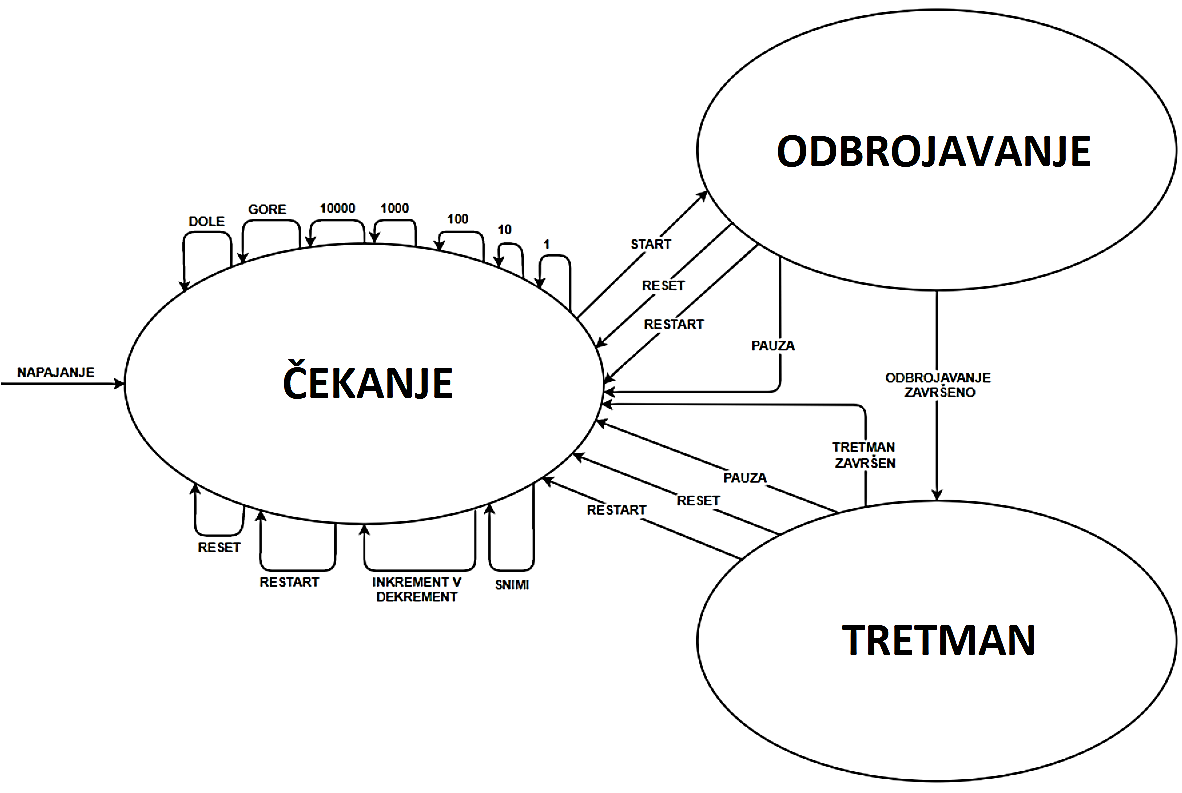 ODBROJAVANJE
DOLE
GORE
10000
1000
100
10
1
START
RESET
RESTART
PAUZA
NAPAJANJE
ČEKANJE
ODBROJAVANJE
ZAVRŠENO
TRETMAN
ZAVRŠEN
PAUZA
RESET
RESTART
RESET
RESTART
INKREMENT V
DEKREMENT
SNIMI
TRETMAN